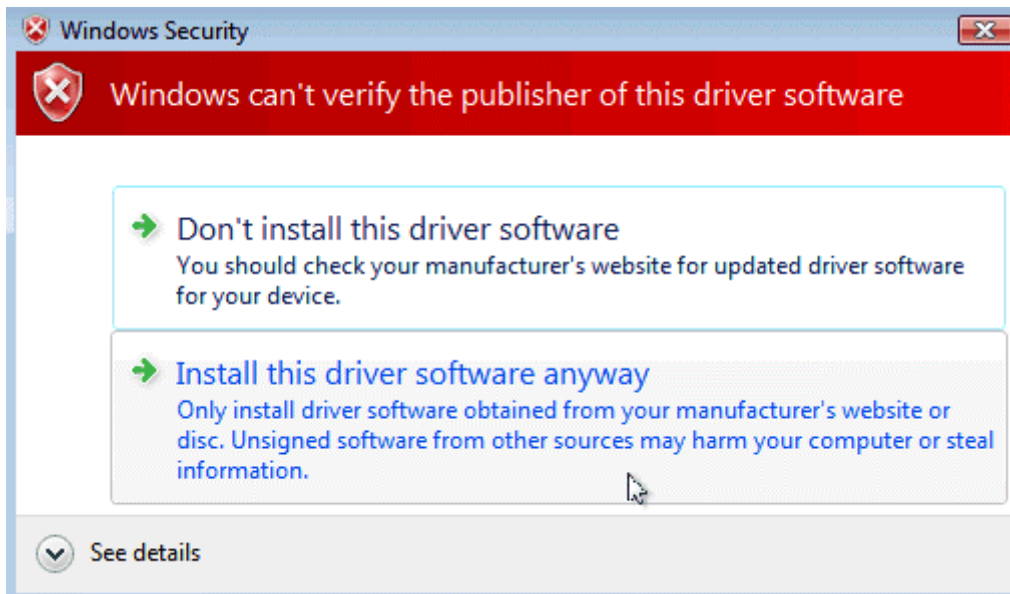 Windows Security
Windows can't verify the publisher of this driver software
Don't install this driver software
You should check your manufacturer's website for updated driver software
for your device.
Install this driver software anyway
Only install driver software obtained from your manufacturer's website or
disc. Unsigned software from other sources may harm your computer or steal
information.
See details